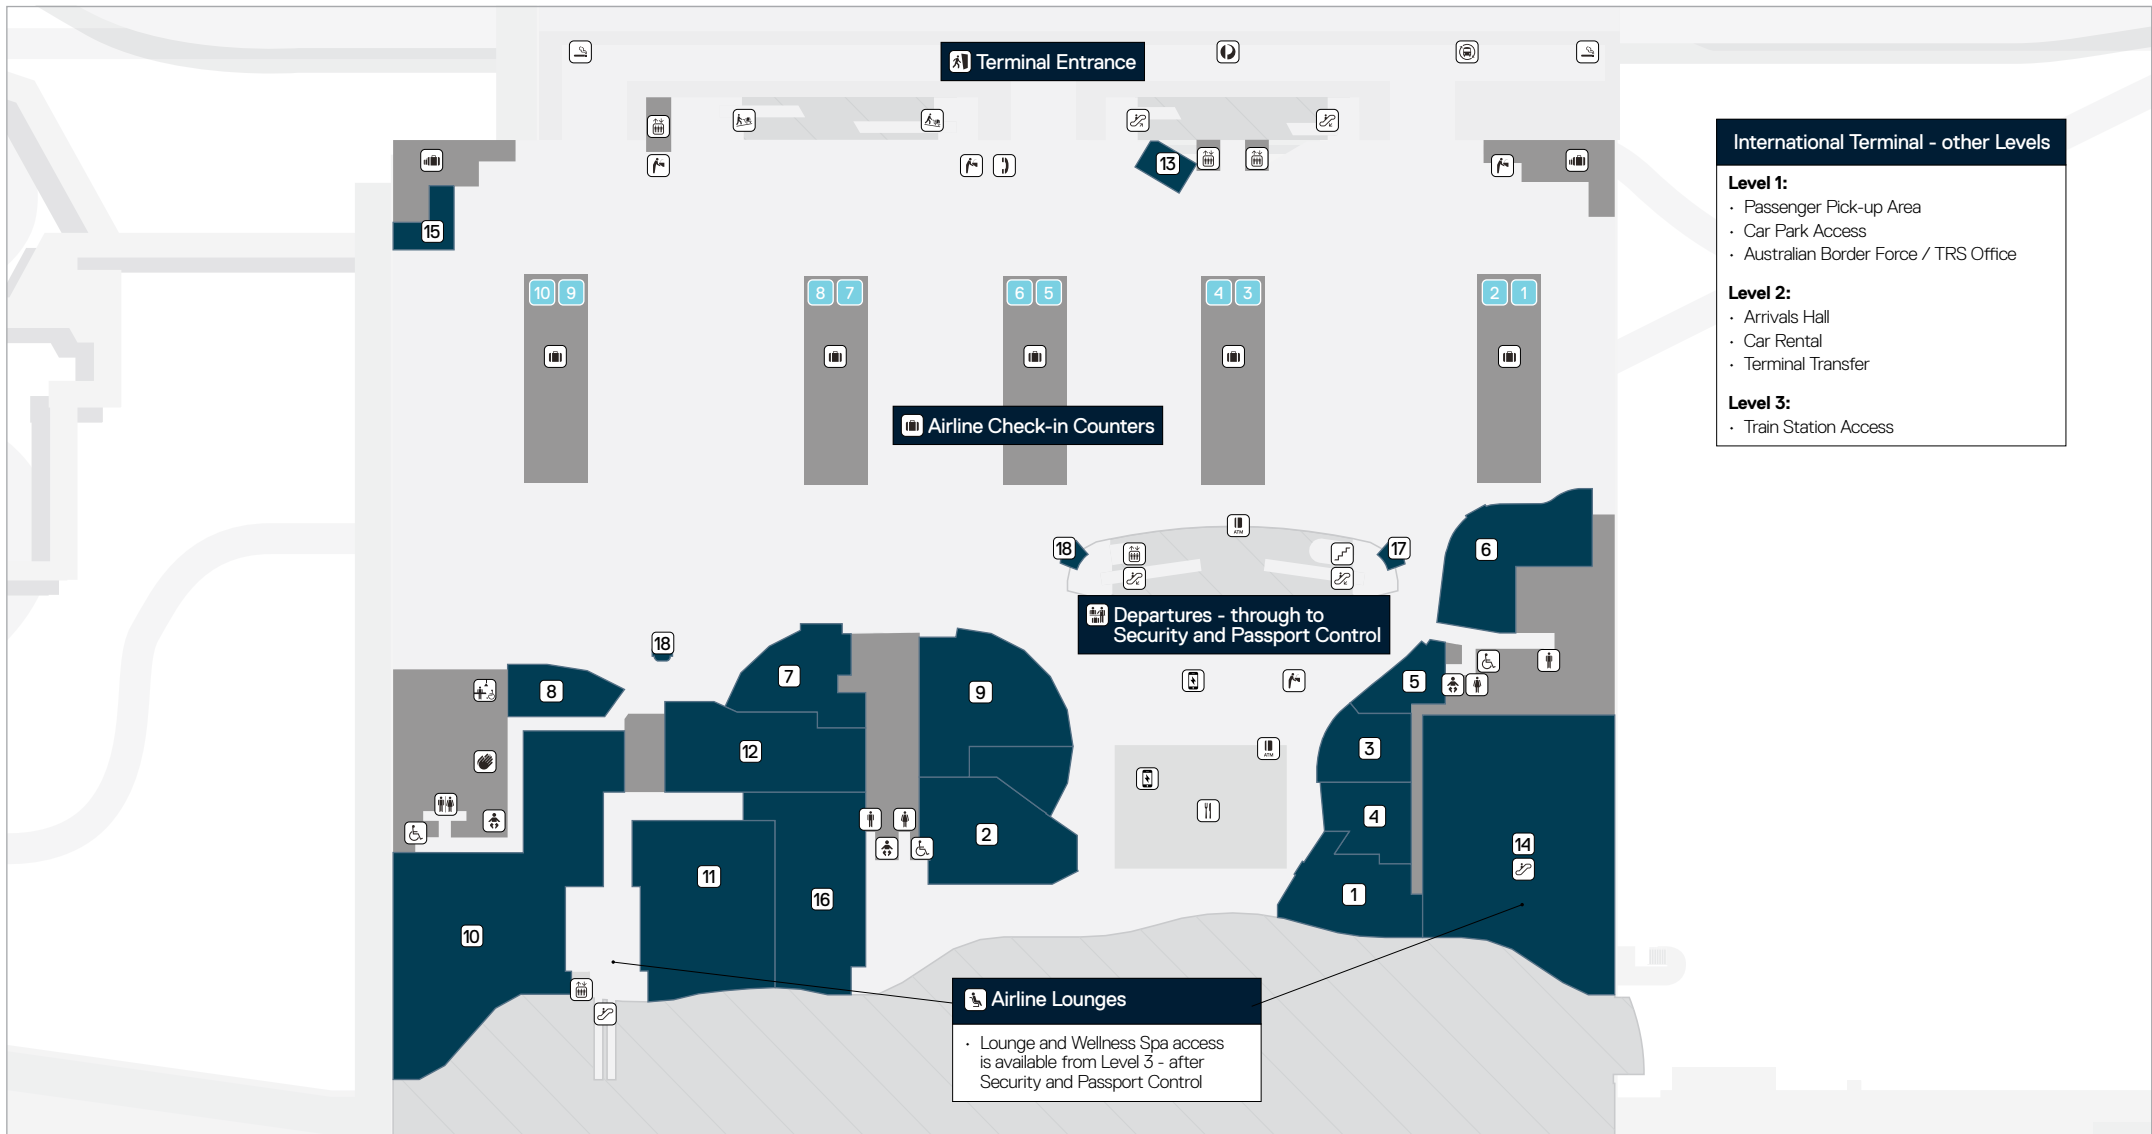 Terminal Entrance
13
15
International Terminal - other Levels
Level 1:
· Passenger Pick-up Area
· Car Park Access
· Australian Border Force / TRS Office
Level 2:
· Arrivals Hall
· Car Rental
· Terminal Transfer
Level 3:
· Train Station Access
10 9
8 7
6 5
4 3
2 1
Airline Check-in Counters
ATM
18
17
6
Departures - through to
Security and Passport Control
18
7
8
9
5
12
3
ATM
4
2
14
11
16
1
10
Airline Lounges
· Lounge and Wellness Spa access
is available from Level 3 - after
Security and Passport Control